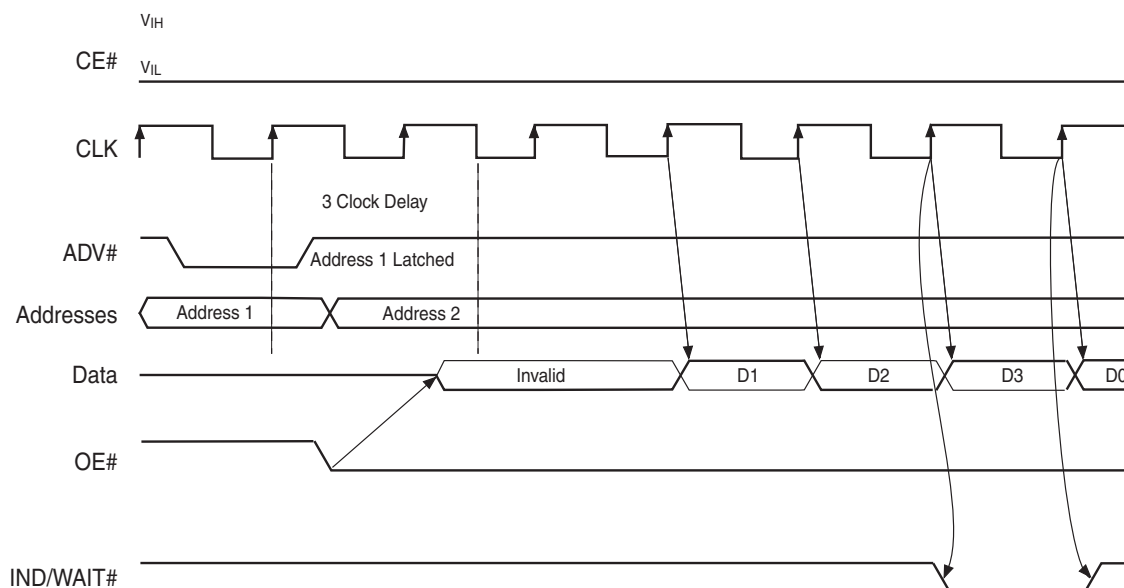 VIH
CE#
VIL
CLK
3 Clock Delay
ADV#
Address 1 Latched
Addresses
Address 1
Address 2
Data
Invalid
D1
D2
D3
D0
OE#
IND/WAIT#